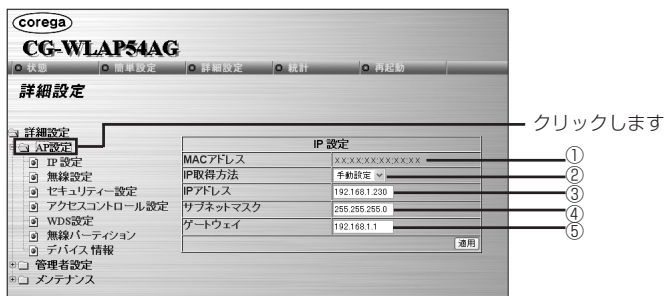 corega
CG-WLAP54AG
状態 簡単設定 詳細設定 統計 再起動
詳細設定
クリックします
詳細設定
AP設定
IP 設定
無線設定
セキュリティー設定
アクセスコントロール設定
WDS設定
無線パーティション
デバイス 情報
管理者設定
メンテナンス
IP 設定
MACアドレス XX:XX:XX:XX:XX:XX ①
IP取得方法 手動設定 ②
IPアドレス 192.168.1.230 ③
サブネットマスク 255.255.255.0 ④
ゲートウェイ 192.168.1.1 ⑤
適用